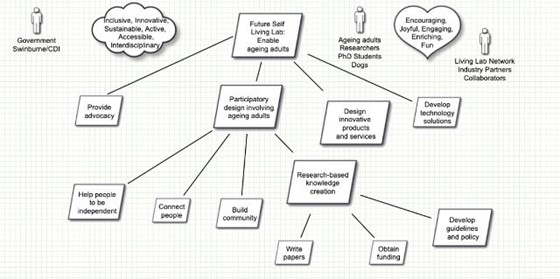 Government
Swinburne/CDI
Inclusive, Innovative,
Sustainable, Active,
Accessible,
Interdisciplinary
Future Self
Living Lab:
Enable
ageing adults
Ageing adults
Researchers
PhD Students
Dogs
Encouraging,
Joyful, Engaging,
Enriching,
Fun
Living Lab Network
Industry Partners
Collaborators
Provide
advocacy
Participatory
design involving
ageing adults
Design
innovative
products
and services
Develop
technology
solutions
Help people
to be
independent
Connect
people
Build
community
Research-based
knowledge
creation
Write
papers
Obtain
funding
Develop
guidelines
and policy